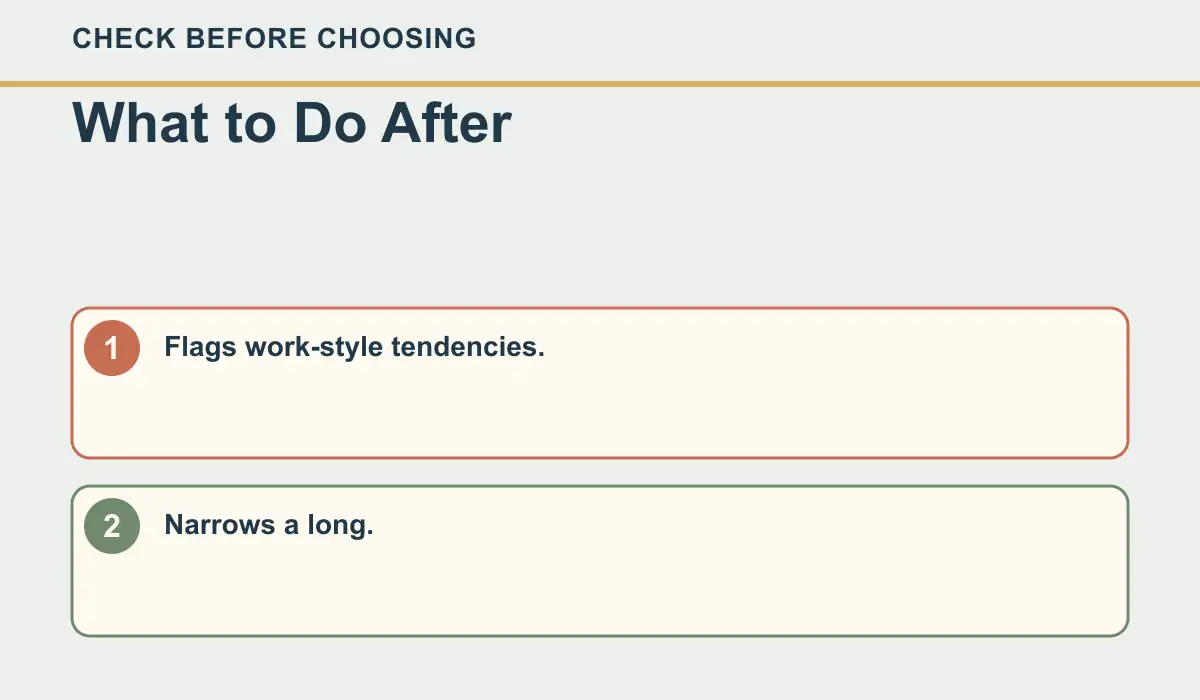 CHECK BEFORE CHOOSING
What to Do After
1 Flags work-style tendencies.
2 Narrows a long.